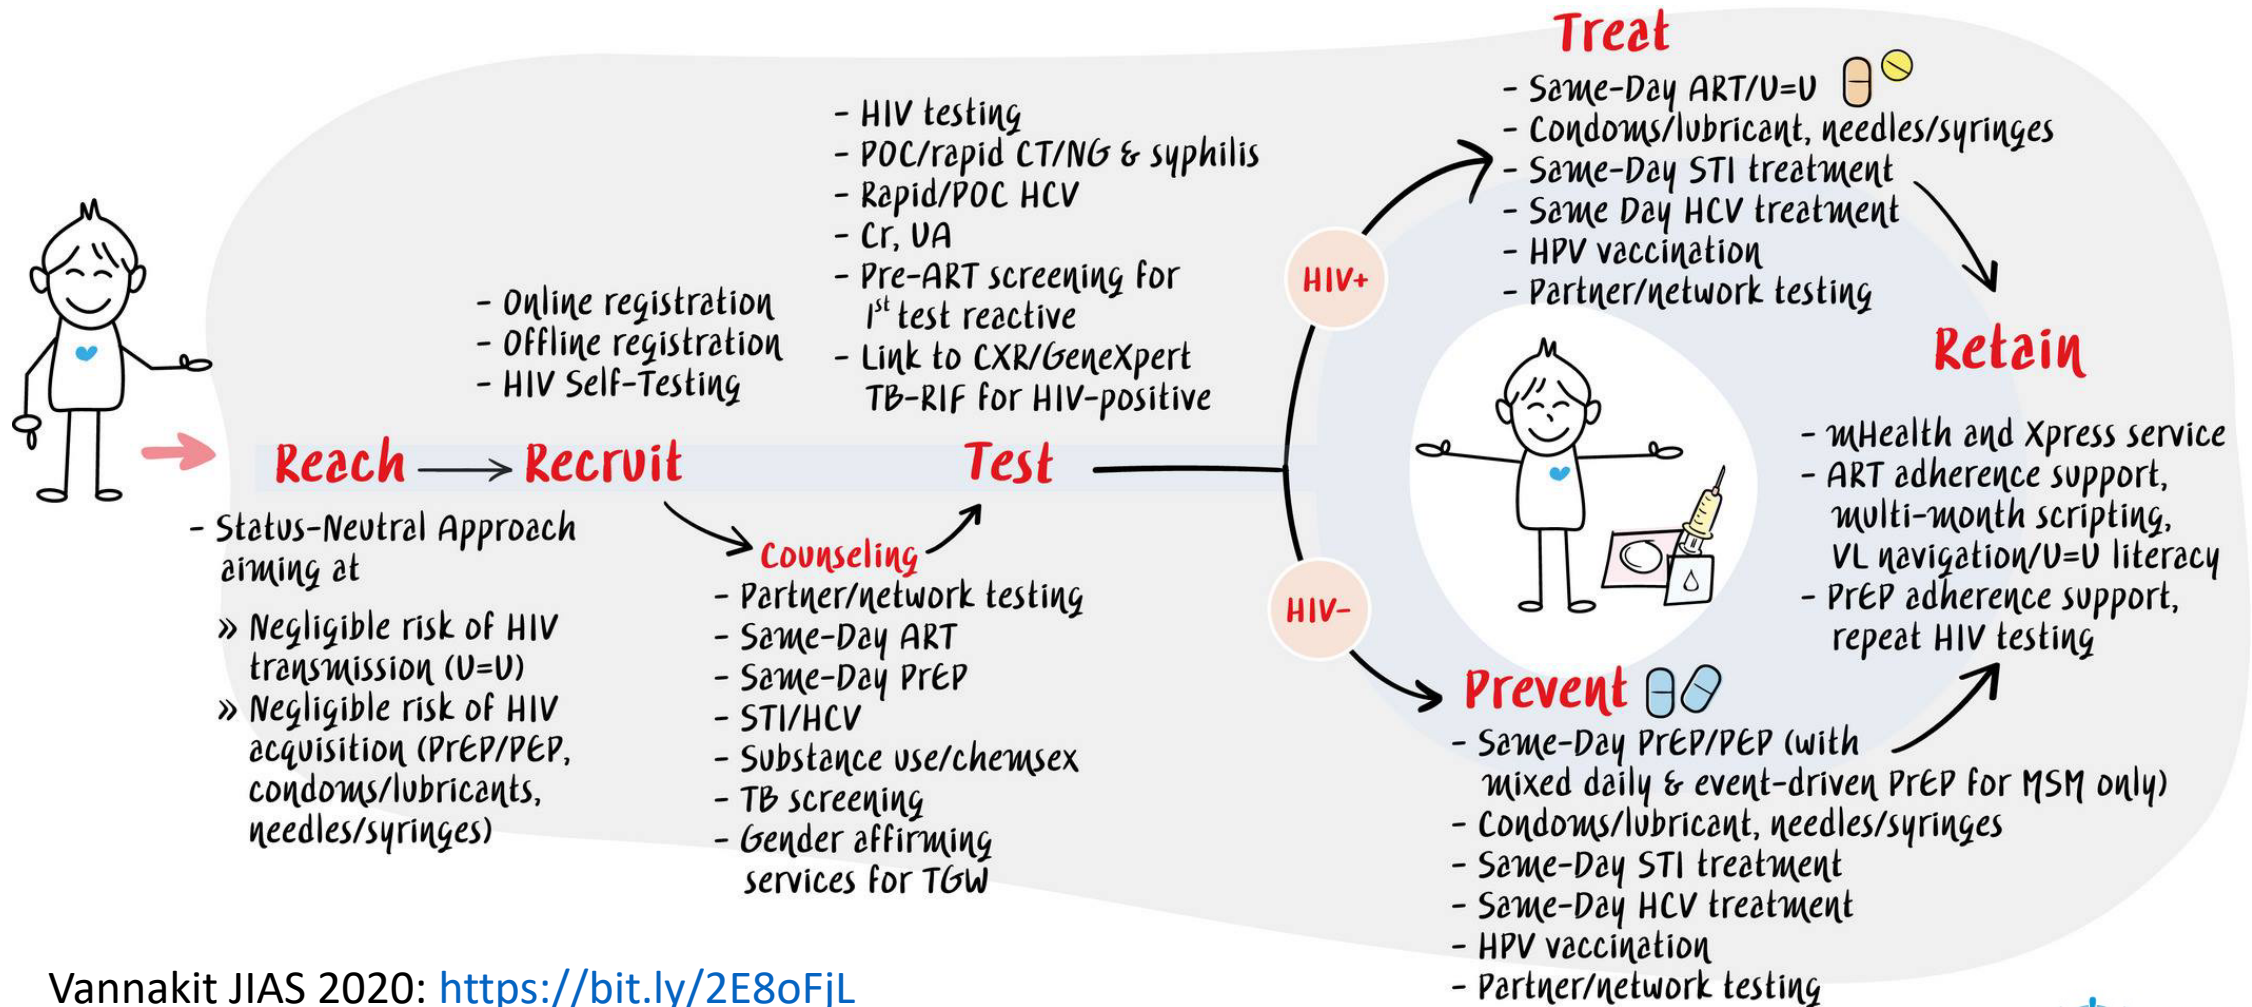 Reach
- Status-Neutral Approach
aiming at
» Negligible risk of HIV
transmission (U=U)
» Negligible risk of HIV
acquisition (PrEP/PEP,
condoms/lubricants,
needles/syringes)
Recruit
- Online registration
- Offline registration
- HIV Self-Testing
Counseling
- Partner/network testing
- Same-Day ART
- Same-Day PrEP
- STI/HCV
- Substance use/chemsex
- TB screening
- Gender affirming
services for TGW
Test
- HIV testing
- POC/rapid CT/NG & syphilis
- Rapid/POC HCV
- Cr, UA
- Pre-ART screening for
1st test reactive
- Link to CXR/GeneXpert
TB-RIF for HIV-positive
HIV+
Treat
- Same-Day ART/U=U
- Condoms/lubricant, needles/syringes
- Same-Day STI treatment
- Same Day HCV treatment
- HPV vaccination
- Partner/network testing
HIV-
Prevent
- Same-Day PrEP/PEP (with
mixed daily & event-driven PrEP for MSM only)
- Condoms/lubricant, needles/syringes
- Same-Day STI treatment
- Same-Day HCV treatment
- HPV vaccination
- Partner/network testing
Retain
- mHealth and Xpress service
- ART adherence support,
multi-month scripting,
VL navigation/U=U literacy
- PrEP adherence support,
repeat HIV testing
Vannakit JIAS 2020: https://bit.ly/2E8oFjL